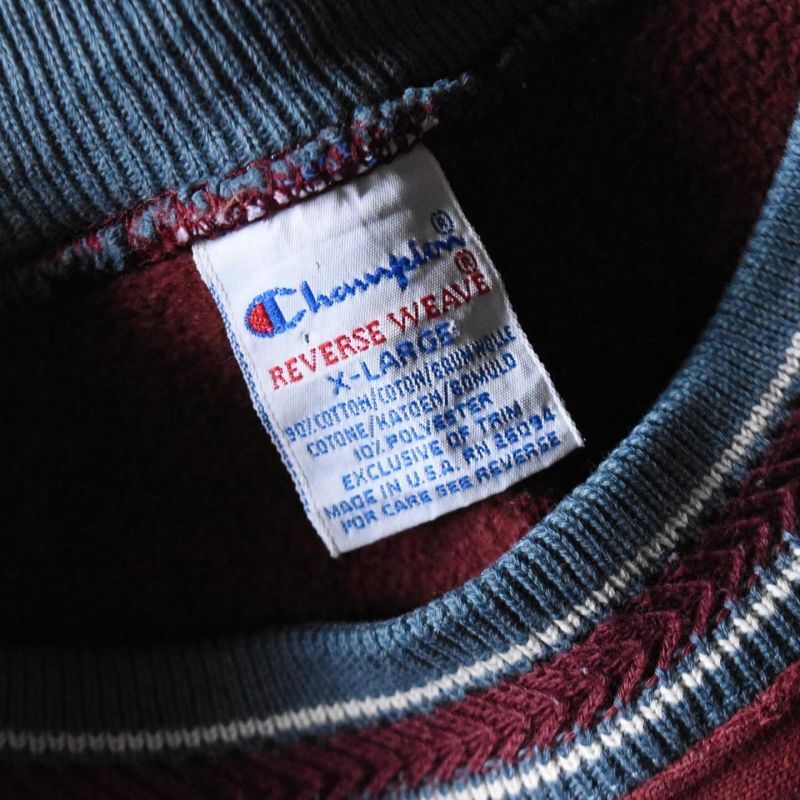 Champion®
REVERSE WEAVE®
X-LARGE
90% COTTON/COTON/BAUMWOLLE
COTONE/KATOEN/BOMULD
10% POLYESTER
EXCLUSIVE OF TRIM
MADE IN U.S.A. RN 26094
FOR CARE SEE REVERSE